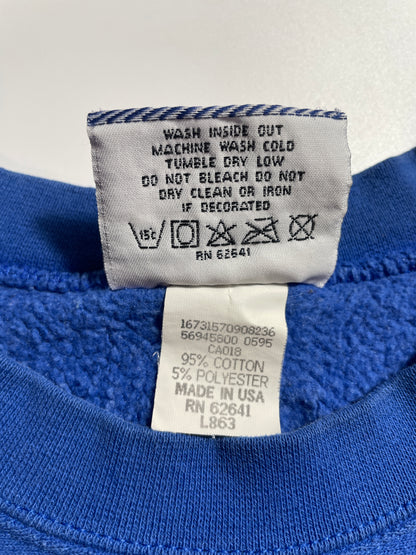 WASH INSIDE OUT
MACHINE WASH COLD
TUMBLE DRY LOW
DO NOT BLEACH DO NOT
DRY CLEAN OR IRON
IF DECORATED
15c
RN 62641
16731570908236
56945800 0595
CA018
95% COTTON
5% POLYESTER
MADE IN USA
RN 62641
L863